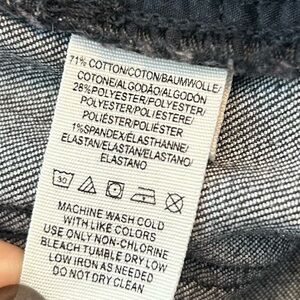 71% COTTON/COTON/BAUMWOLLE/
COTONE/ALGODÃO/ALGODÓN
28%POLYESTER/POLYESTER/
POLYESTER/POLIESTERE/
POLIÉSTER/POLIÉSTER
1%SPANDEX/ÉLASTHANNE/
ELASTAN/ELASTAN/ELASTANO/
ELASTANO
30
MACHINE WASH COLD
WITH LIKE COLORS
USE ONLY NON-CHLORINE
BLEACH TUMBLE DRY LOW
LOW IRON AS NEEDED
DO NOT DRY CLEAN